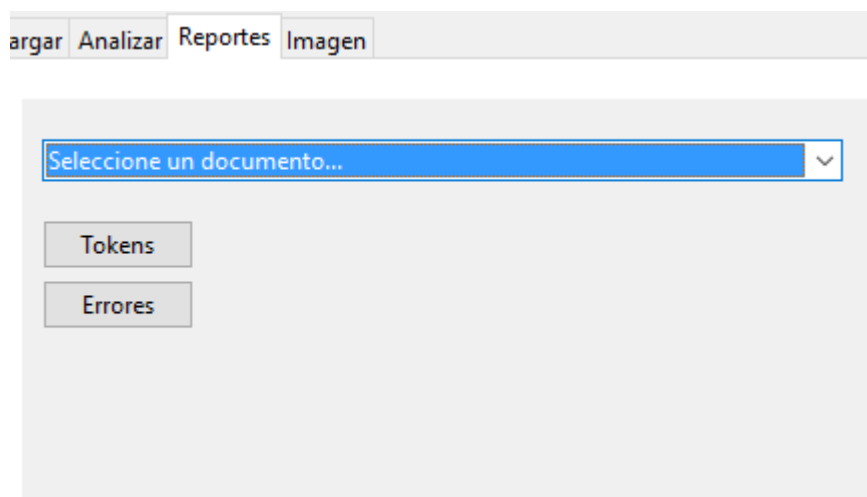 argar Analizar Reportes Imagen
Seleccione un documento...
Tokens
Errores